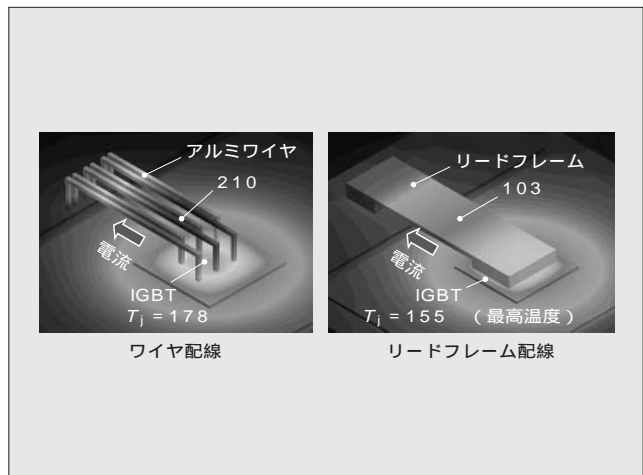 アルミワイヤ
210
電流
IGBT
Tj = 178
ワイヤ配線
リードフレーム
103
電流
IGBT
Tj = 155 (最高温度)
リードフレーム配線